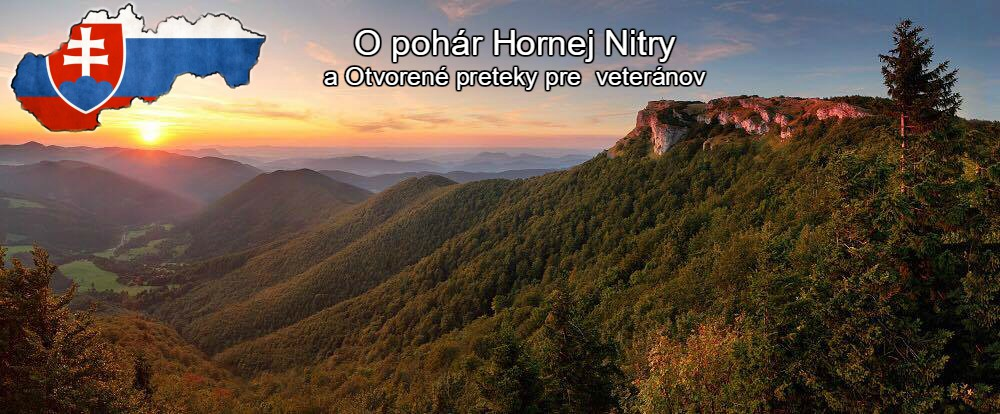 O pohár Hornej Nitry
a Otvorené preteky pre veteránov